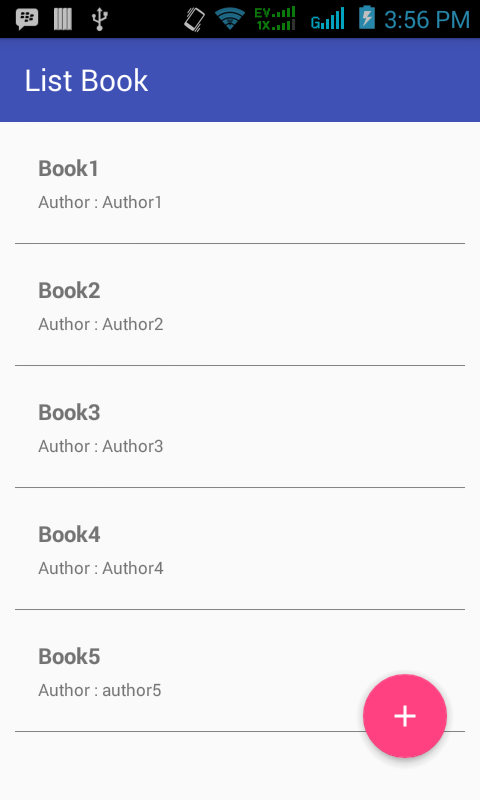 EV
1X
G
3:56 PM
List Book
Book1
Author : Author1
Book2
Author : Author2
Book3
Author : Author3
Book4
Author : Author4
Book5
Author : author5
+